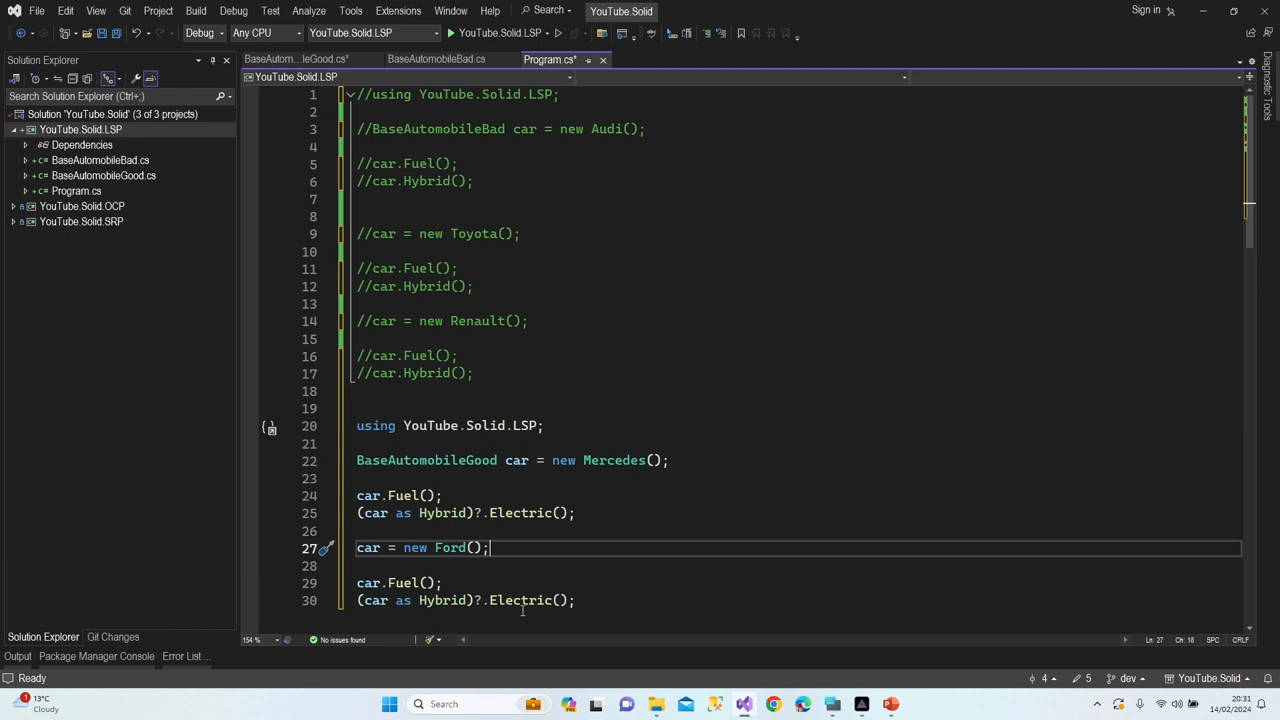 File Edit View Git Project Build Debug Test Analyze Tools Extensions Window Help Search YouTube.Solid Sign in
Debug Any CPU YouTube.Solid.LSP YouTube.Solid.LSP
Solution Explorer
BaseAutom...leGood.cs* BaseAutomobileBad.cs Program.cs*
YouTube.Solid.LSP
Search Solution Explorer (Ctrl+;)
Solution 'YouTube.Solid' (3 of 3 projects)
YouTube.Solid.LSP
Dependencies
BaseAutomobileBad.cs
BaseAutomobileGood.cs
Program.cs
YouTube.Solid.OCP
YouTube.Solid.SRP
1 //using YouTube.Solid.LSP;
2
3 //BaseAutomobileBad car = new Audi();
4
5 //car.Fuel();
6 //car.Hybrid();
7
8
9 //car = new Toyota();
10
11 //car.Fuel();
12 //car.Hybrid();
13
14 //car = new Renault();
15
16 //car.Fuel();
17 //car.Hybrid();
18
19
20 using YouTube.Solid.LSP;
21
22 BaseAutomobileGood car = new Mercedes();
23
24 car.Fuel();
25 (car as Hybrid)?.Electric();
26
27 car = new Ford();
28
29 car.Fuel();
30 (car as Hybrid)?.Electric();
Diagnostic Tools
Solution Explorer Git Changes
154 % No issues found Ln: 27 Ch: 18 SPC CRLF
Output Package Manager Console Error List ...
Ready 4 5 dev YouTube.Solid
1
13°C
Cloudy
Search
PRE
20:31
14/02/2024